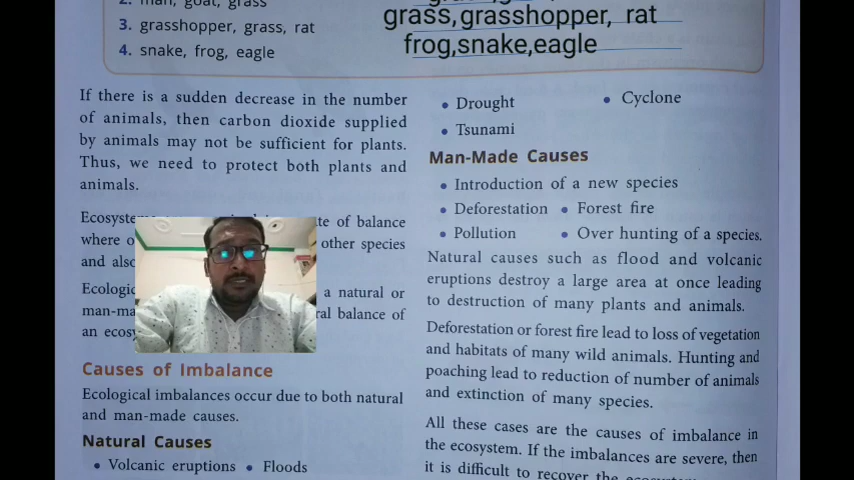 2. man, goat, grass
3. grasshopper, grass, rat
4. snake, frog, eagle
grass,grasshopper, rat
frog,snake,eagle
If there is a sudden decrease in the number
of animals, then carbon dioxide supplied
by animals may not be sufficient for plants.
Thus, we need to protect both plants and
animals.
of balance
where
other species
and
a natural or
balance of
an
Causes of Imbalance
Ecological imbalances occur due to both natural
and man-made causes.
Natural Causes
• Volcanic eruptions • Floods
• Drought • Cyclone
• Tsunami
Man-Made Causes
• Introduction of a new species
• Deforestation • Forest fire
• Pollution • Over hunting of a species.
Natural causes such as flood and volcanic
eruptions destroy a large area at once leading
to destruction of many plants and animals.
Deforestation or forest fire lead to loss of vegetation
and habitats of many wild animals. Hunting and
poaching lead to reduction of number of animals
and extinction of many species.
All these cases are the causes of imbalance in
the ecosystem. If the imbalances are severe, then
it is difficult to recover the